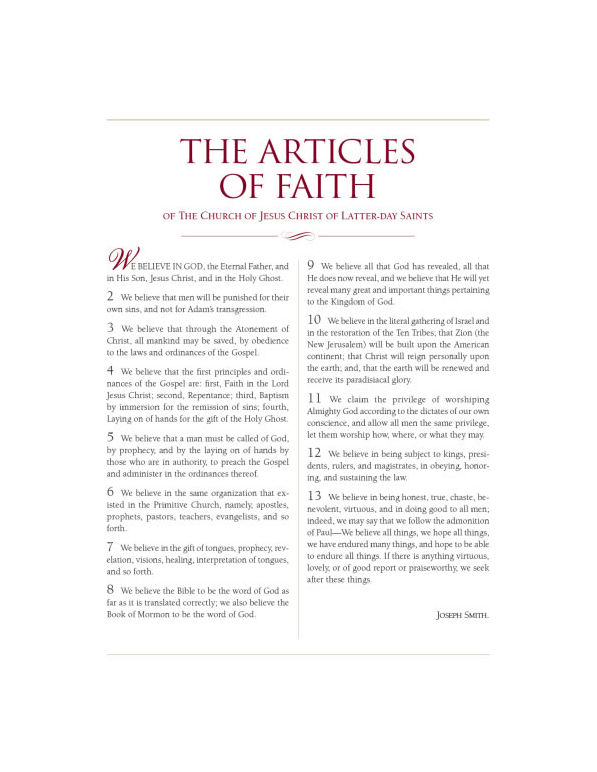 THE ARTICLES
OF FAITH
OF THE CHURCH OF JESUS CHRIST OF LATTER-DAY SAINTS
WE BELIEVE IN GOD, the Eternal Father, and
in His Son, Jesus Christ, and in the Holy Ghost.
2 We believe that men will be punished for their
own sins, and not for Adam's transgression.
3 We believe that through the Atonement of
Christ, all mankind may be saved, by obedience
to the laws and ordinances of the Gospel.
4 We believe that the first principles and ordi-
nances of the Gospel are: first, Faith in the Lord
Jesus Christ; second, Repentance; third, Baptism
by immersion for the remission of sins; fourth,
Laying on of hands for the gift of the Holy Ghost.
5 We believe that a man must be called of God,
by prophecy, and by the laying on of hands by
those who are in authority, to preach the Gospel
and administer in the ordinances thereof.
6 We believe in the same organization that ex-
isted in the Primitive Church, namely, apostles,
prophets, pastors, teachers, evangelists, and so
forth.
7 We believe in the gift of tongues, prophecy, rev-
elation, visions, healing, interpretation of tongues,
and so forth.
8 We believe the Bible to be the word of God as
far as it is translated correctly; we also believe the
Book of Mormon to be the word of God.
9 We believe all that God has revealed, all that
He does now reveal, and we believe that He will yet
reveal many great and important things pertaining
to the Kingdom of God.
10 We believe in the literal gathering of Israel and
in the restoration of the Ten Tribes; that Zion (the
New Jerusalem) will be built upon the American
continent; that Christ will reign personally upon
the earth; and, that the earth will be renewed and
receive its paradisiacal glory.
11 We claim the privilege of worshiping
Almighty God according to the dictates of our own
conscience, and allow all men the same privilege,
let them worship how, where, or what they may.
12 We believe in being subject to kings, presi-
dents, rulers, and magistrates, in obeying, honor-
ing, and sustaining the law.
13 We believe in being honest, true, chaste, be-
nevolent, virtuous, and in doing good to all men;
indeed, we may say that we follow the admonition
of Paul—We believe all things, we hope all things,
we have endured many things, and hope to be able
to endure all things. If there is anything virtuous,
lovely, or of good report or praiseworthy, we seek
after these things.
JOSEPH SMITH.